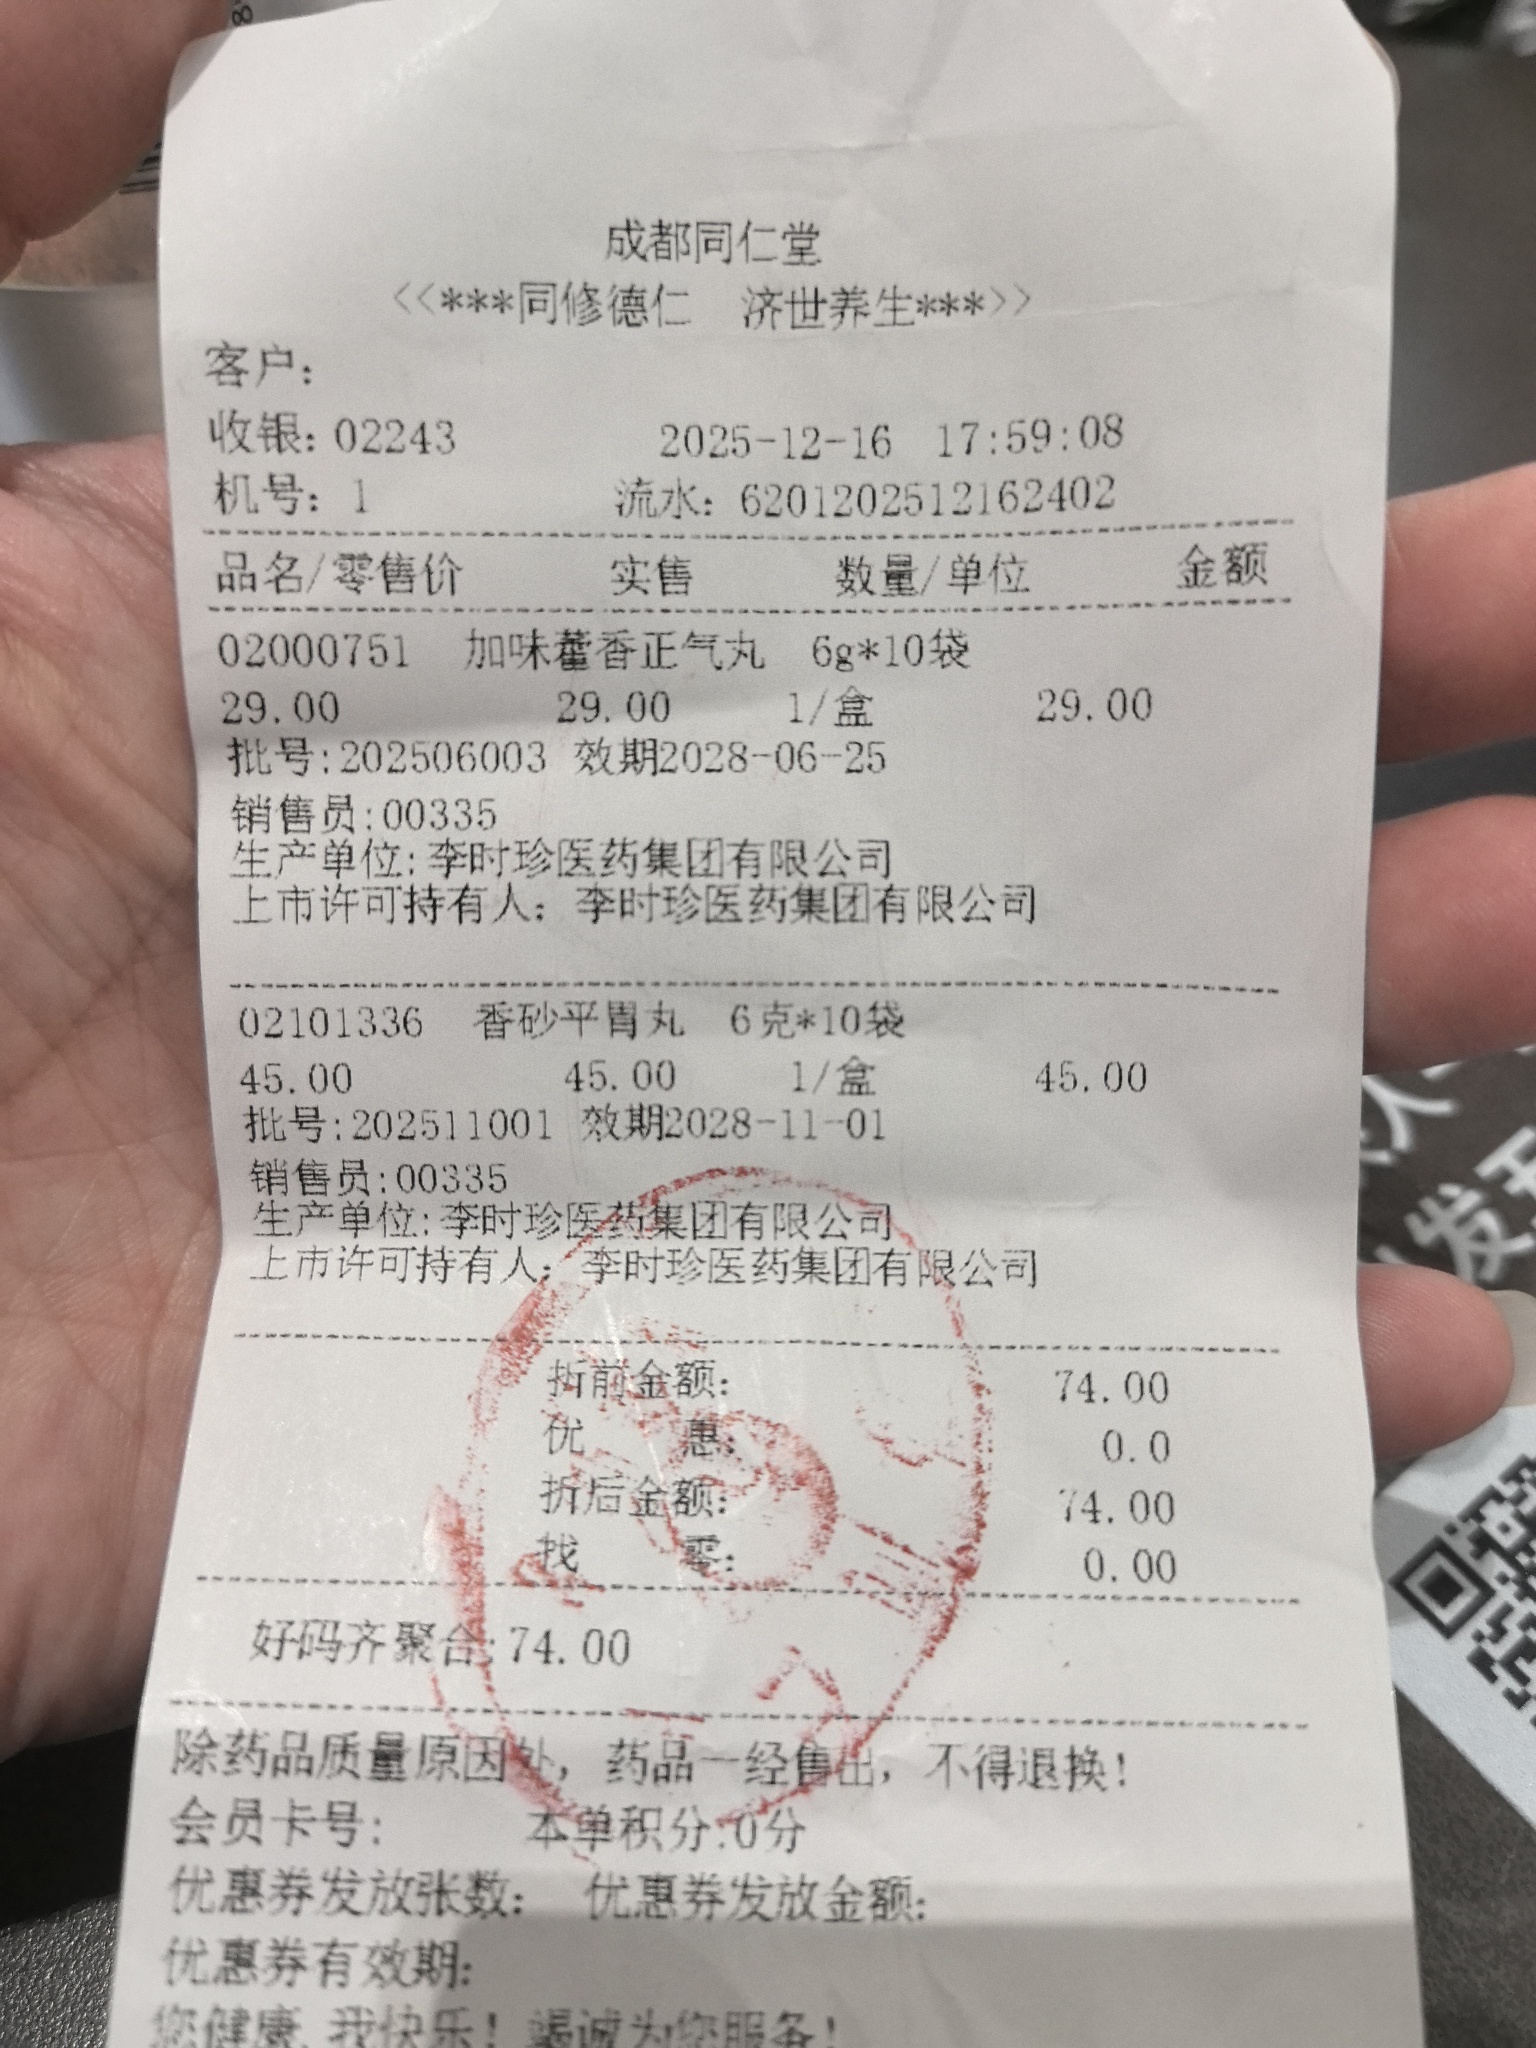 成都同仁堂
<<***同修德仁 济世养生***>>
客户:
收银: 02243 2025-12-16 17:59:08
机号: 1 流水: 6201202512162402
品名/零售价 实售 数量/单位 金额
02000751 加味藿香正气丸 6g*10袋
29.00 29.00 1/盒 29.00
批号:202506003 效期2028-06-25
销售员:00335
生产单位:李时珍医药集团有限公司
上市许可持有人: 李时珍医药集团有限公司
02101336 香砂平胃丸 6克*10袋
45.00 45.00 1/盒 45.00
批号:202511001 效期2028-11-01
销售员:00335
生产单位:李时珍医药集团有限公司
上市许可持有人: 李时珍医药集团有限公司
折前金额: 74.00
优 惠: 0.0
折后金额: 74.00
找 零: 0.00
好码齐聚合:74.00
除药品质量原因外, 药品一经售出, 不得退换!
会员卡号: 本单积分:0分
优惠券发放张数: 优惠券发放金额:
优惠券有效期:
您健康,我快乐! 竭诚为您服务!
发